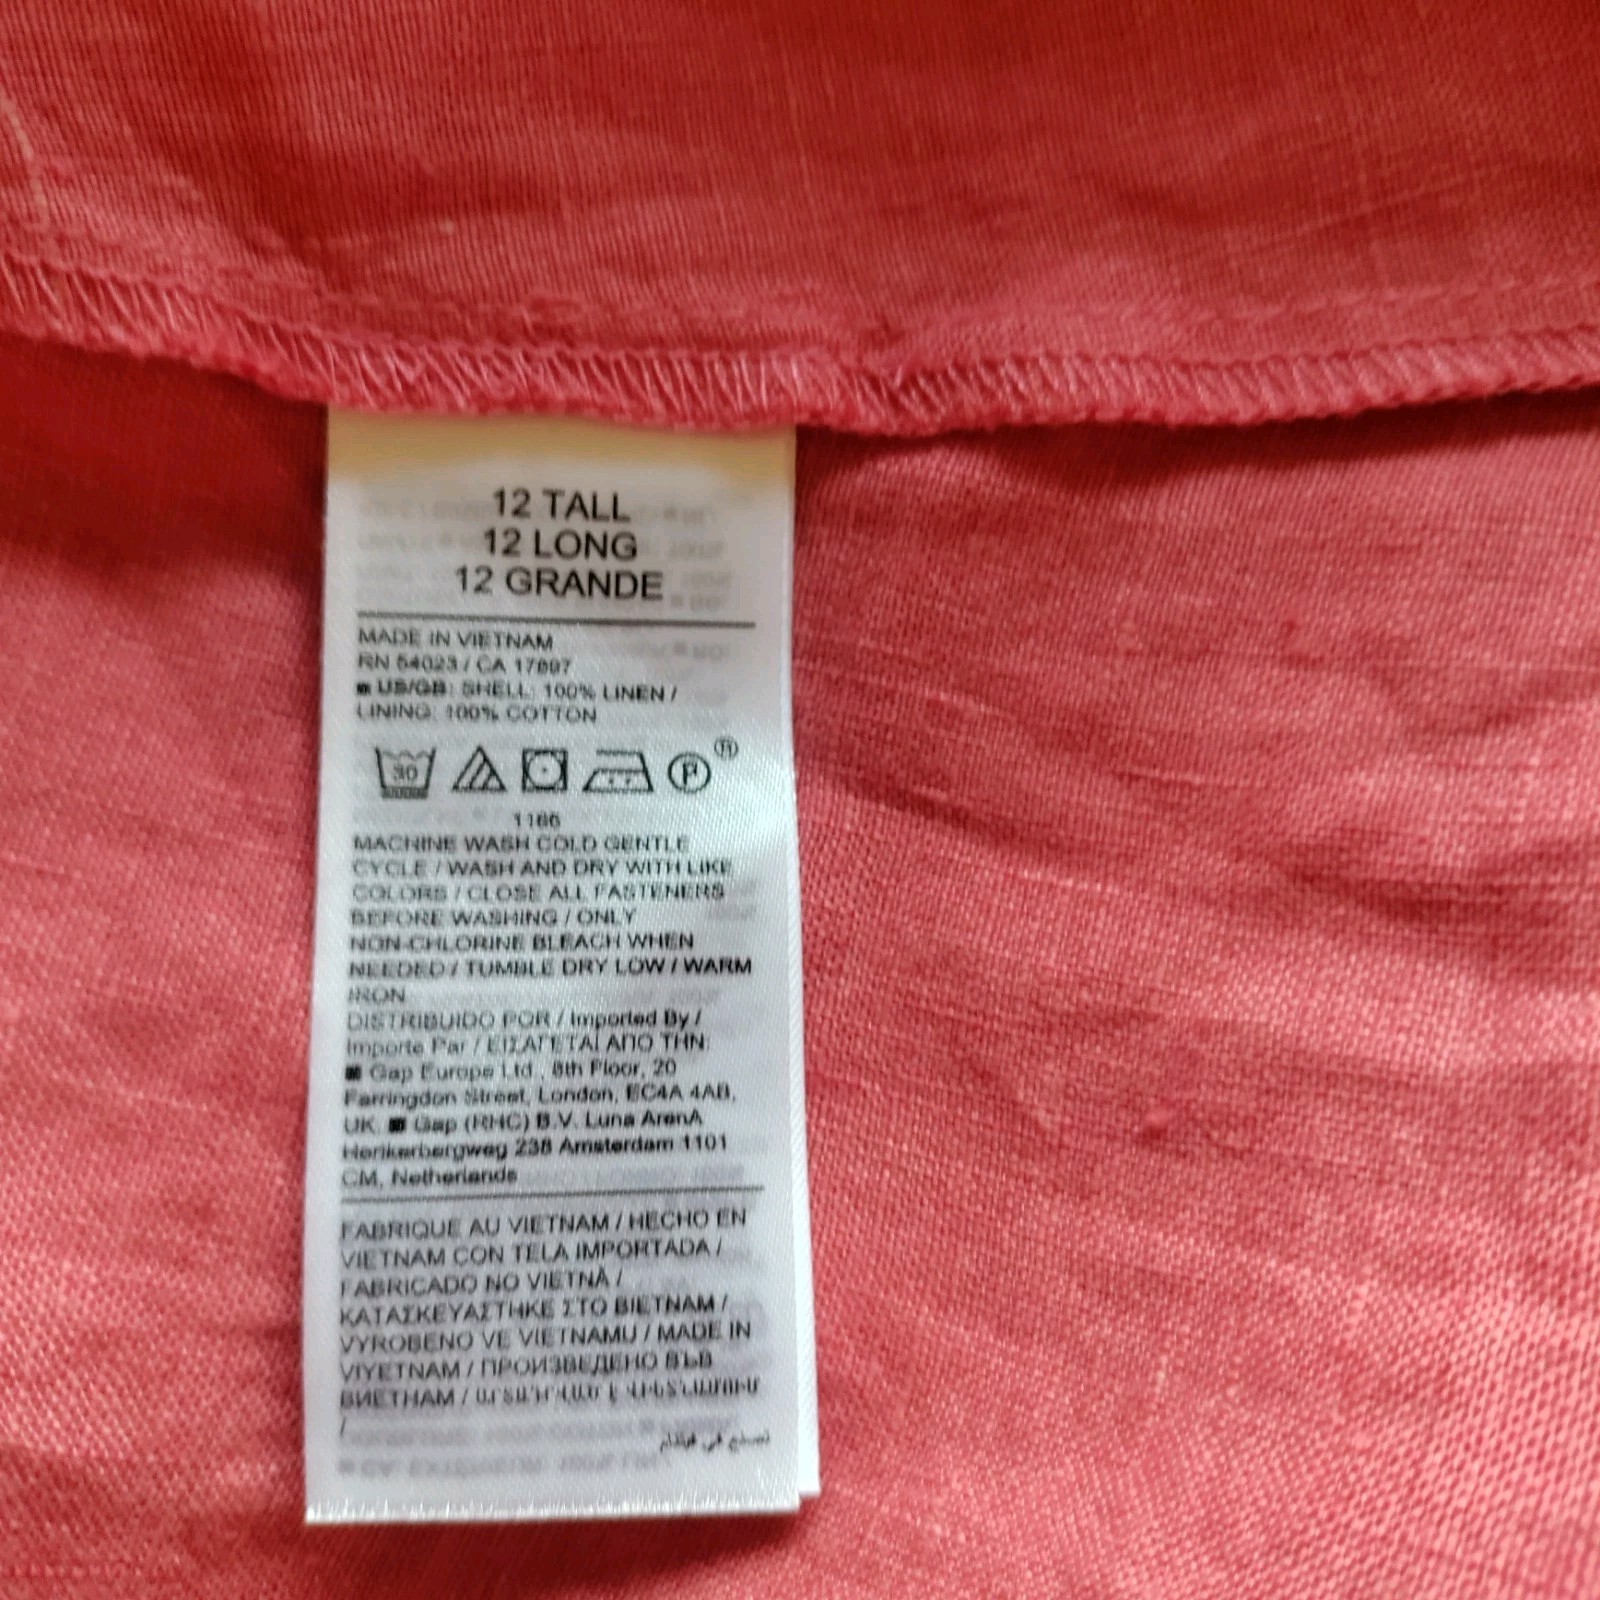 12 TALL
12 LONG
12 GRANDE
MADE IN VIETNAM
RN 54023 / CA 17897
US/GB: SHELL: 100% LINEN /
LINING: 100% COTTON
30
P
®
1166
MACHINE WASH COLD GENTLE
CYCLE / WASH AND DRY WITH LIKE
COLORS / CLOSE ALL FASTENERS
BEFORE WASHING / ONLY
NON-CHLORINE BLEACH WHEN
NEEDED / TUMBLE DRY LOW / WARM
IRON
DISTRIBUIDO POR / Imported By /
Importe Par / ΕΙΣΑΓΕΤΑΙ ΑΠΟ ΤΗΝ:
Gap Europe Ltd., 8th Floor, 20
Farringdon Street, London, EC4A 4AB,
UK. Gap (RHC) B.V. Luna ArenA
Herikerbergweg 238 Amsterdam 1101
CM, Netherlands
FABRIQUE AU VIETNAM / HECHO EN
VIETNAM CON TELA IMPORTADA /
FABRICADO NO VIETNÃ /
ΚΑΤΑΣΚΕΥΑΣΤΗΚΕ ΣΤΟ ΒΙΕΤΝΑΜ /
VYROBENO VE VIETNAMU / MADE IN
VIYETNAM / ПРОИЗВЕДЕНО ВЪВ
ВИЕТНАМ /
/
تصنع في فيتنام